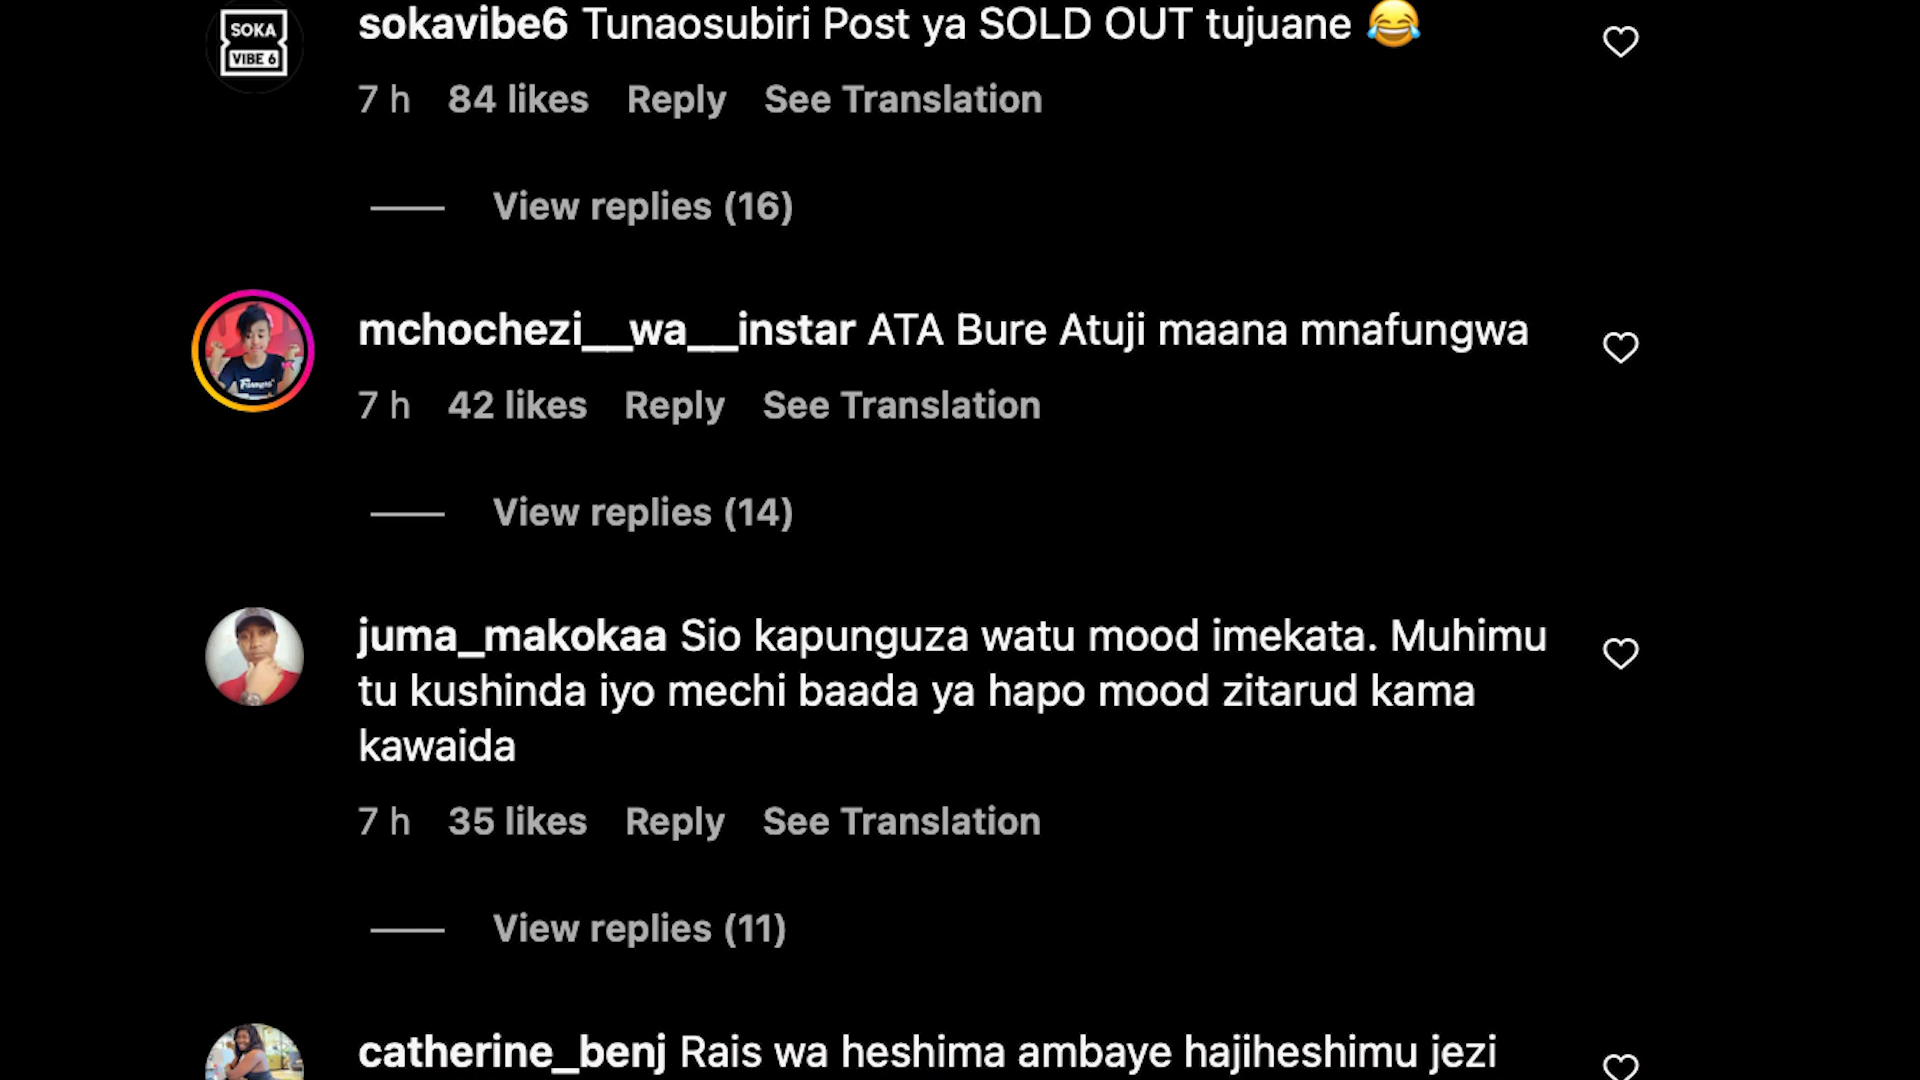 SOKA
VIBE 6
sokavibe6 Tunaosubiri Post ya SOLD OUT tujuane 😂
7 h 84 likes Reply See Translation
View replies (16)
mchochezi__wa__instar ATA Bure Atuji maana mnafungwa
7 h 42 likes Reply See Translation
View replies (14)
juma_makokaa Sio kapunguza watu mood imekata. Muhimu
tu kushinda iyo mechi baada ya hapo mood zitarud kama
kawaida
7 h 35 likes Reply See Translation
View replies (11)
catherine_benj Rais wa heshima ambaye hajiheshimu jezi